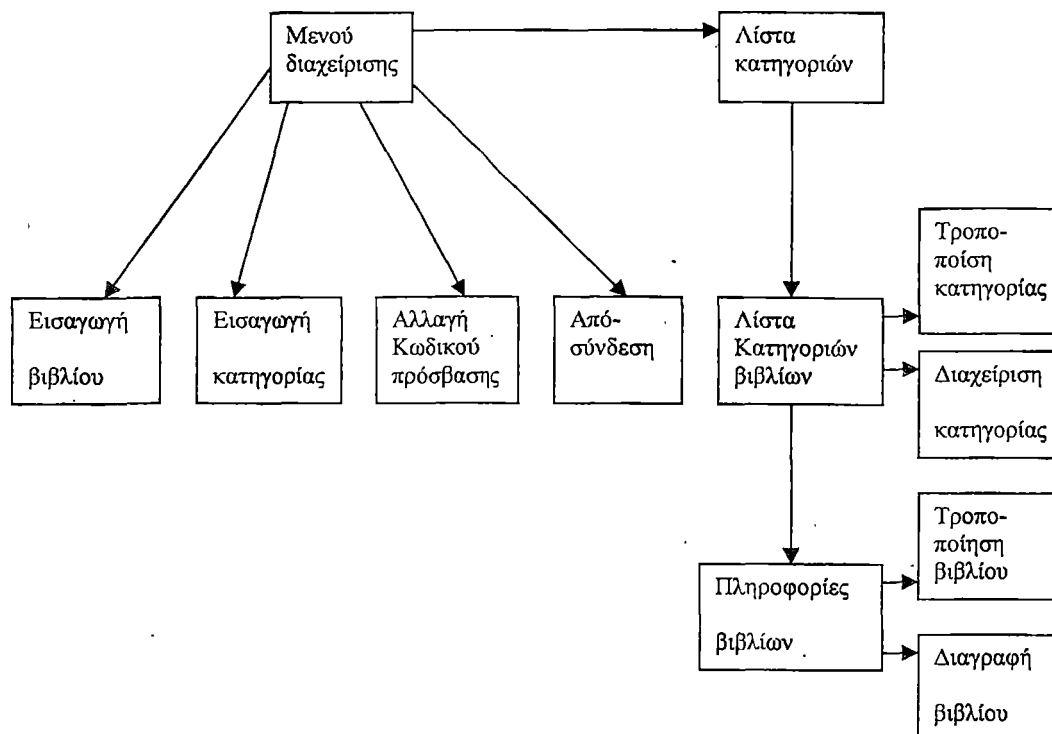 Μενού
διαχείρισης
Λίστα
κατηγοριών
Τροπο-
ποίση
κατηγορίας
Εισαγωγή
βιβλίου
Εισαγωγή
κατηγορίας
Αλλαγή
Κωδικού
πρόσβασης
Από-
σύνδεση
Λίστα
Κατηγοριών
βιβλίων
Διαχείριση
κατηγορίας
Τροπο-
ποίηση
βιβλίου
Πληροφορίες
βιβλίων
Διαγραφή
βιβλίου